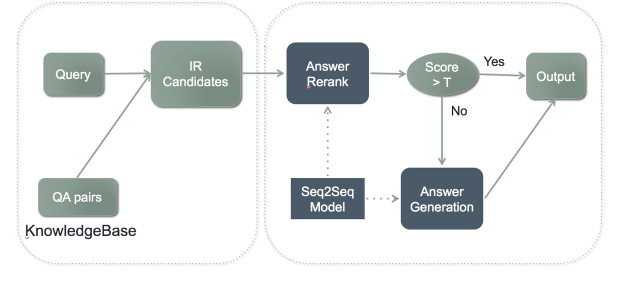 Query
IR
Candidates
Answer
Rerank
Score
> T
Yes
Output
No
QA pairs
KnowledgeBase
Seq2Seq
Model
Answer
Generation